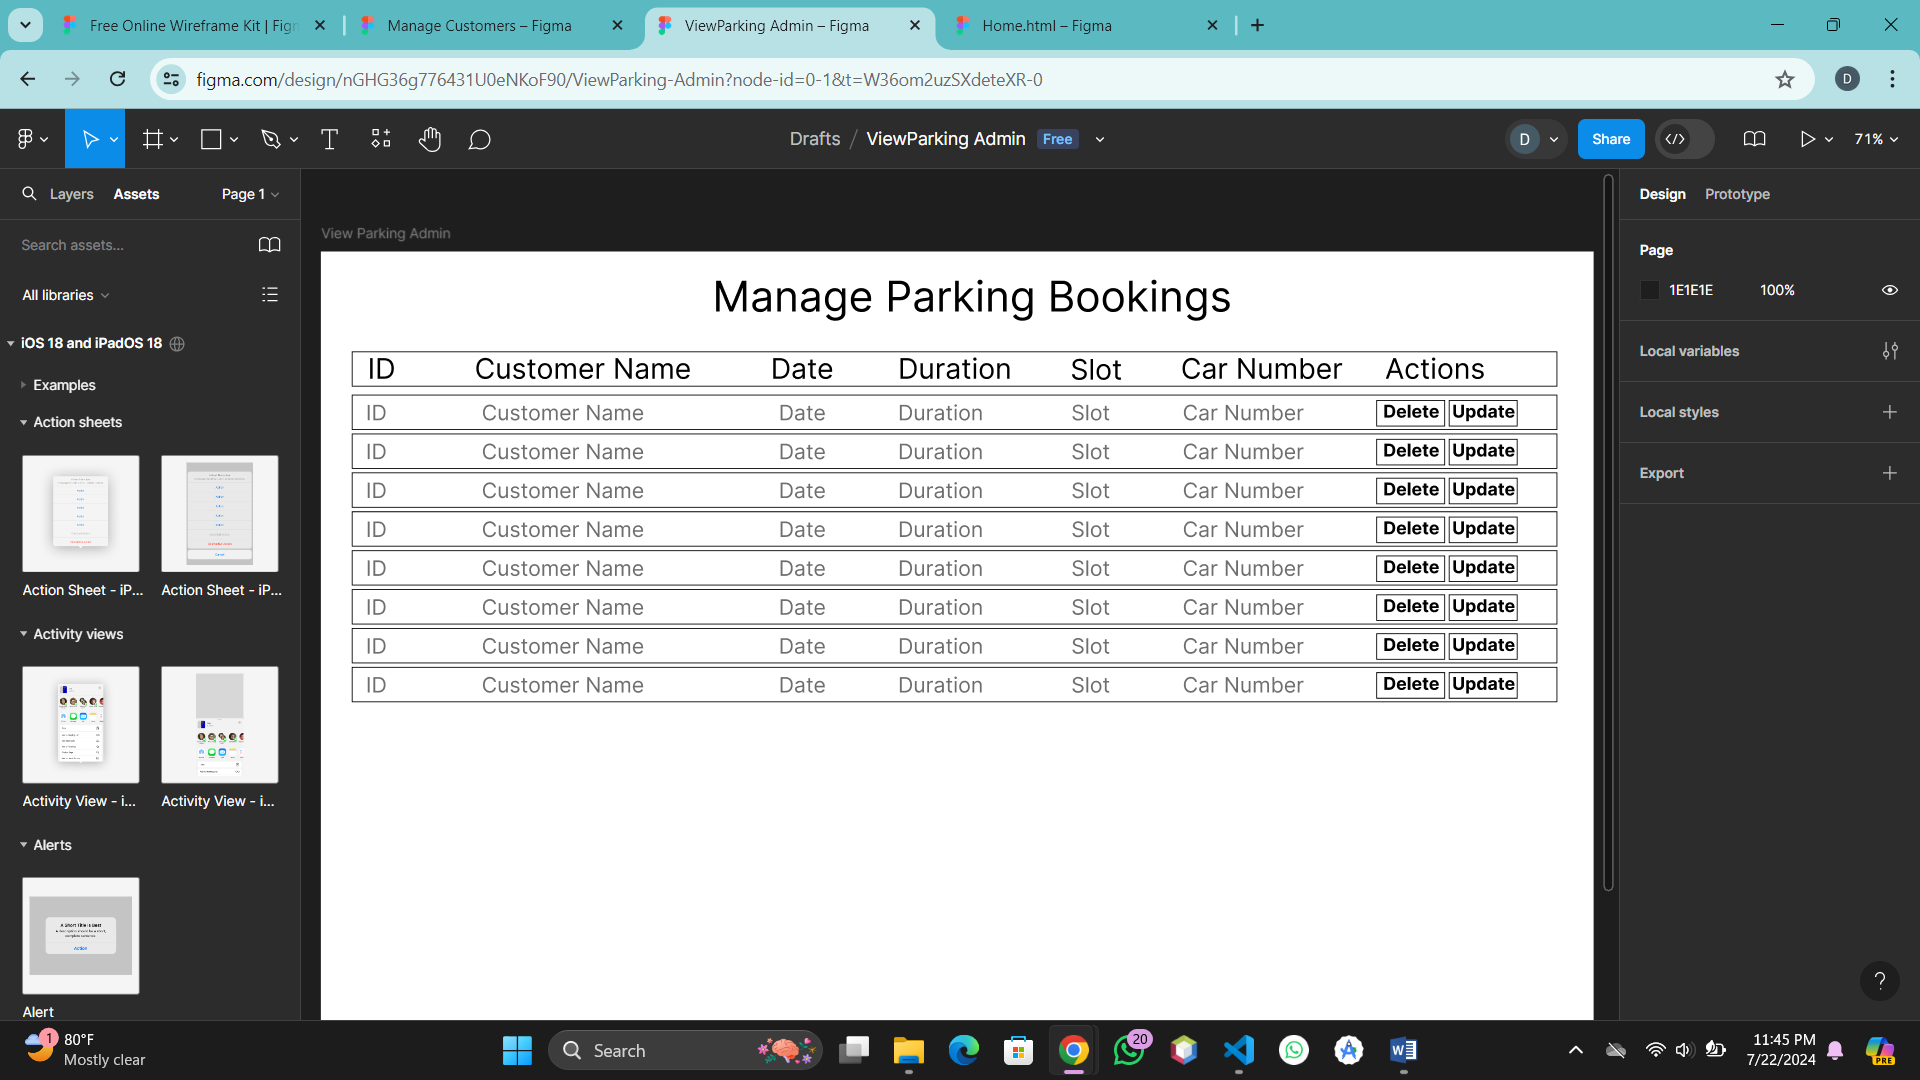 Free Online Wireframe Kit | Fign
Manage Customers – Figma
ViewParking Admin – Figma
Home.html – Figma
figma.com/design/nGHG36g776431U0eNKoF90/ViewParking-Admin?node-id=0-1&t=W36om2uzSXdeteXR-0
D
Drafts / ViewParking Admin Free
D
Share
71%
Layers Assets Page 1
Search assets...
All libraries
iOS 18 and iPadOS 18
Examples
Action sheets
Action Sheet - iP... Action Sheet - iP...
Activity views
Activity View - i... Activity View - i...
Alerts
A Short Title Is Best
Action
Alert
View Parking Admin
Manage Parking Bookings
ID Customer Name Date Duration Slot Car Number Actions
ID Customer Name Date Duration Slot Car Number Delete Update
ID Customer Name Date Duration Slot Car Number Delete Update
ID Customer Name Date Duration Slot Car Number Delete Update
ID Customer Name Date Duration Slot Car Number Delete Update
ID Customer Name Date Duration Slot Car Number Delete Update
ID Customer Name Date Duration Slot Car Number Delete Update
ID Customer Name Date Duration Slot Car Number Delete Update
ID Customer Name Date Duration Slot Car Number Delete Update
Design Prototype
Page
1E1E1E 100%
Local variables
Local styles
Export
?
1
80°F
Mostly clear
Search
20
11:45 PM
7/22/2024
PRE